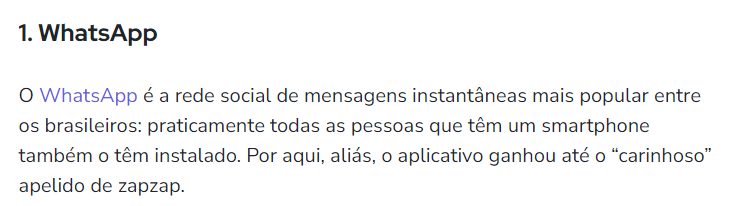 1. WhatsApp
O WhatsApp é a rede social de mensagens instantâneas mais popular entre
os brasileiros: praticamente todas as pessoas que têm um smartphone
também o têm instalado. Por aqui, aliás, o aplicativo ganhou até o “carinhoso”
apelido de zapzap.